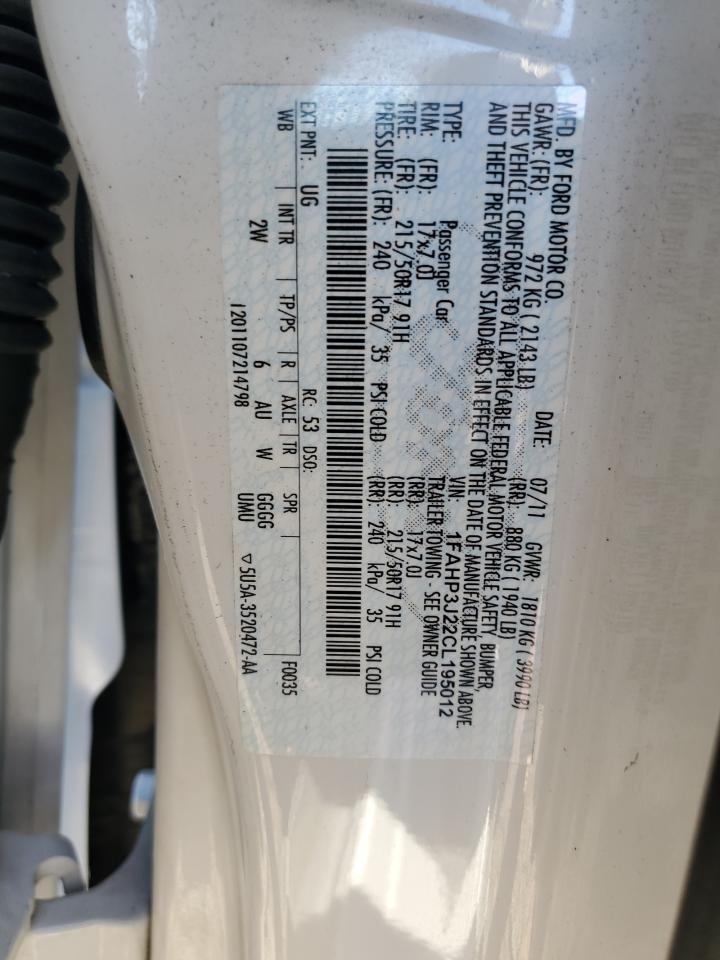 MFD. BY FORD MOTOR CO. DATE: 07/11 GVWR: 1810 KG ( 3990 LB)
GAWR: (FR): 972 KG ( 2143 LB) (RR): 880 KG ( 1940 LB)
THIS VEHICLE CONFORMS TO ALL APPLICABLE FEDERAL MOTOR VEHICLE SAFETY, BUMPER,
AND THEFT PREVENTION STANDARDS IN EFFECT ON THE DATE OF MANUFACTURE SHOWN ABOVE.
VIN: 1FAHP3J22CL195012
TYPE: Passenger Car TRAILER TOWING - SEE OWNER GUIDE
RIM: (FR): 17x7.0J (RR): 17x7.0J
TIRE: (FR): 215/50R17 91H (RR): 215/50R17 91H
PRESSURE: (FR): 240 kPa/ 35 PSI COLD (RR): 240 kPa/ 35 PSI COLD
EXT PNT: UG RC: 53 DSO: F0035
WB INT TR TP/PS R AXLE TR SPR
2W 6 AU W GGGG
UMU
I201107214798 ▽5U5A-3520472-AA